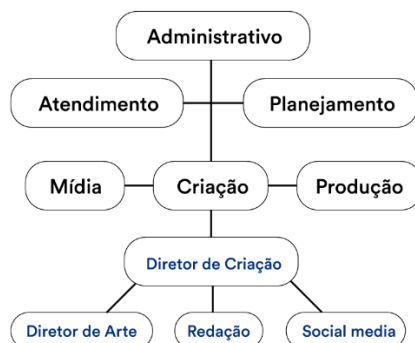 Administrativo
Atendimento
Planejamento
Mídia
Criação
Produção
Diretor de Criação
Diretor de Arte
Redação
Social media